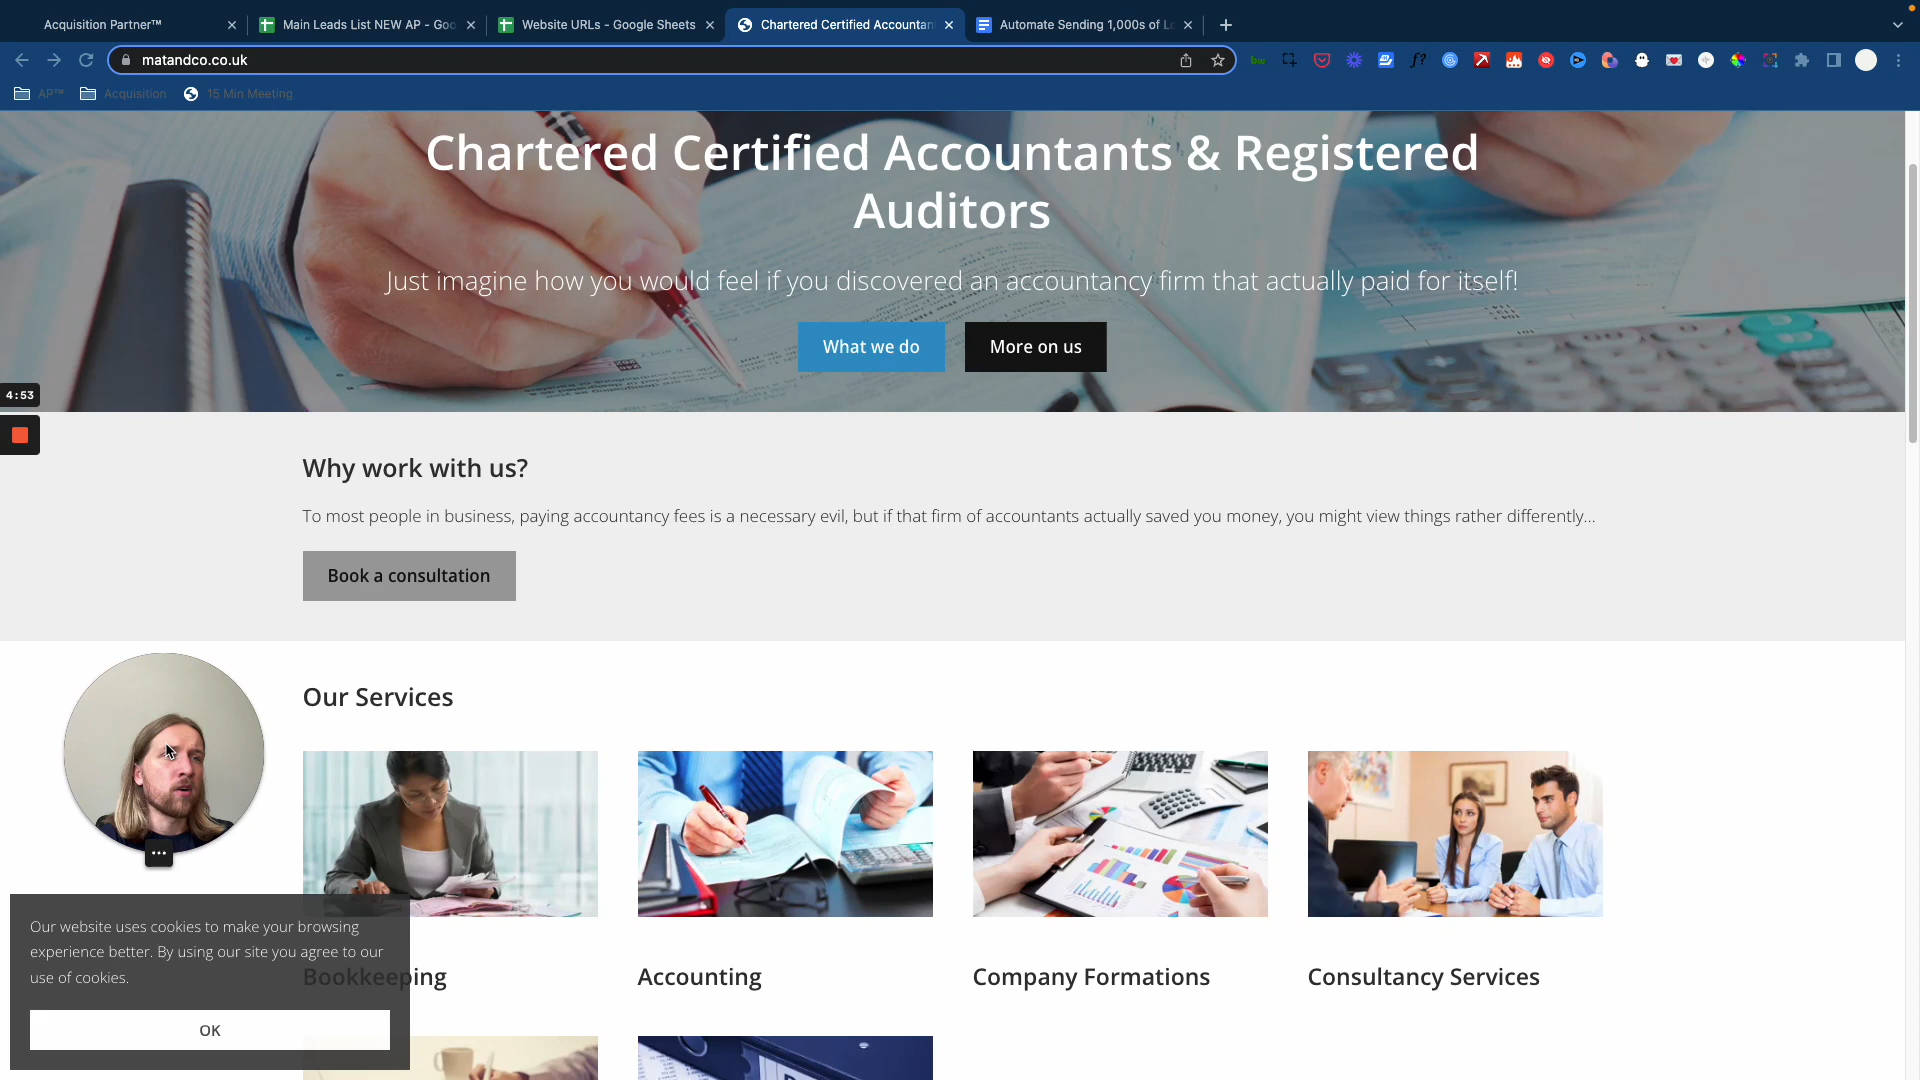 Acquisition Partner™
Main Leads List NEW AP - Goo
Website URLs - Google Sheets
Chartered Certified Accountan
Automate Sending 1,000s of Lo
matandco.co.uk
bw
f?
AP™
Acquisition
15 Min Meeting
Chartered Certified Accountants & Registered
Auditors
Just imagine how you would feel if you discovered an accountancy firm that actually paid for itself!
What we do
More on us
4:53
Why work with us?
To most people in business, paying accountancy fees is a necessary evil, but if that firm of accountants actually saved you money, you might view things rather differently...
Book a consultation
Our Services
Bookkeeping
Accounting
Company Formations
Consultancy Services
Our website uses cookies to make your browsing
experience better. By using our site you agree to our
use of cookies.
OK